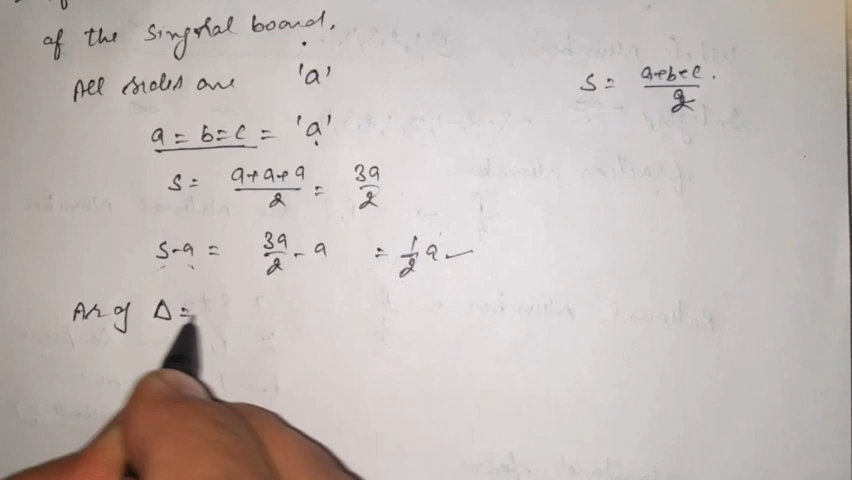 of the signal board.
All sides are 'a'
S = a+b+c. / 2
a = b = c = 'a'
S = a+a+a / 2 = 3a / 2
S-a = 3a / 2 - a = 1 / 2 a
Ar of Δ =